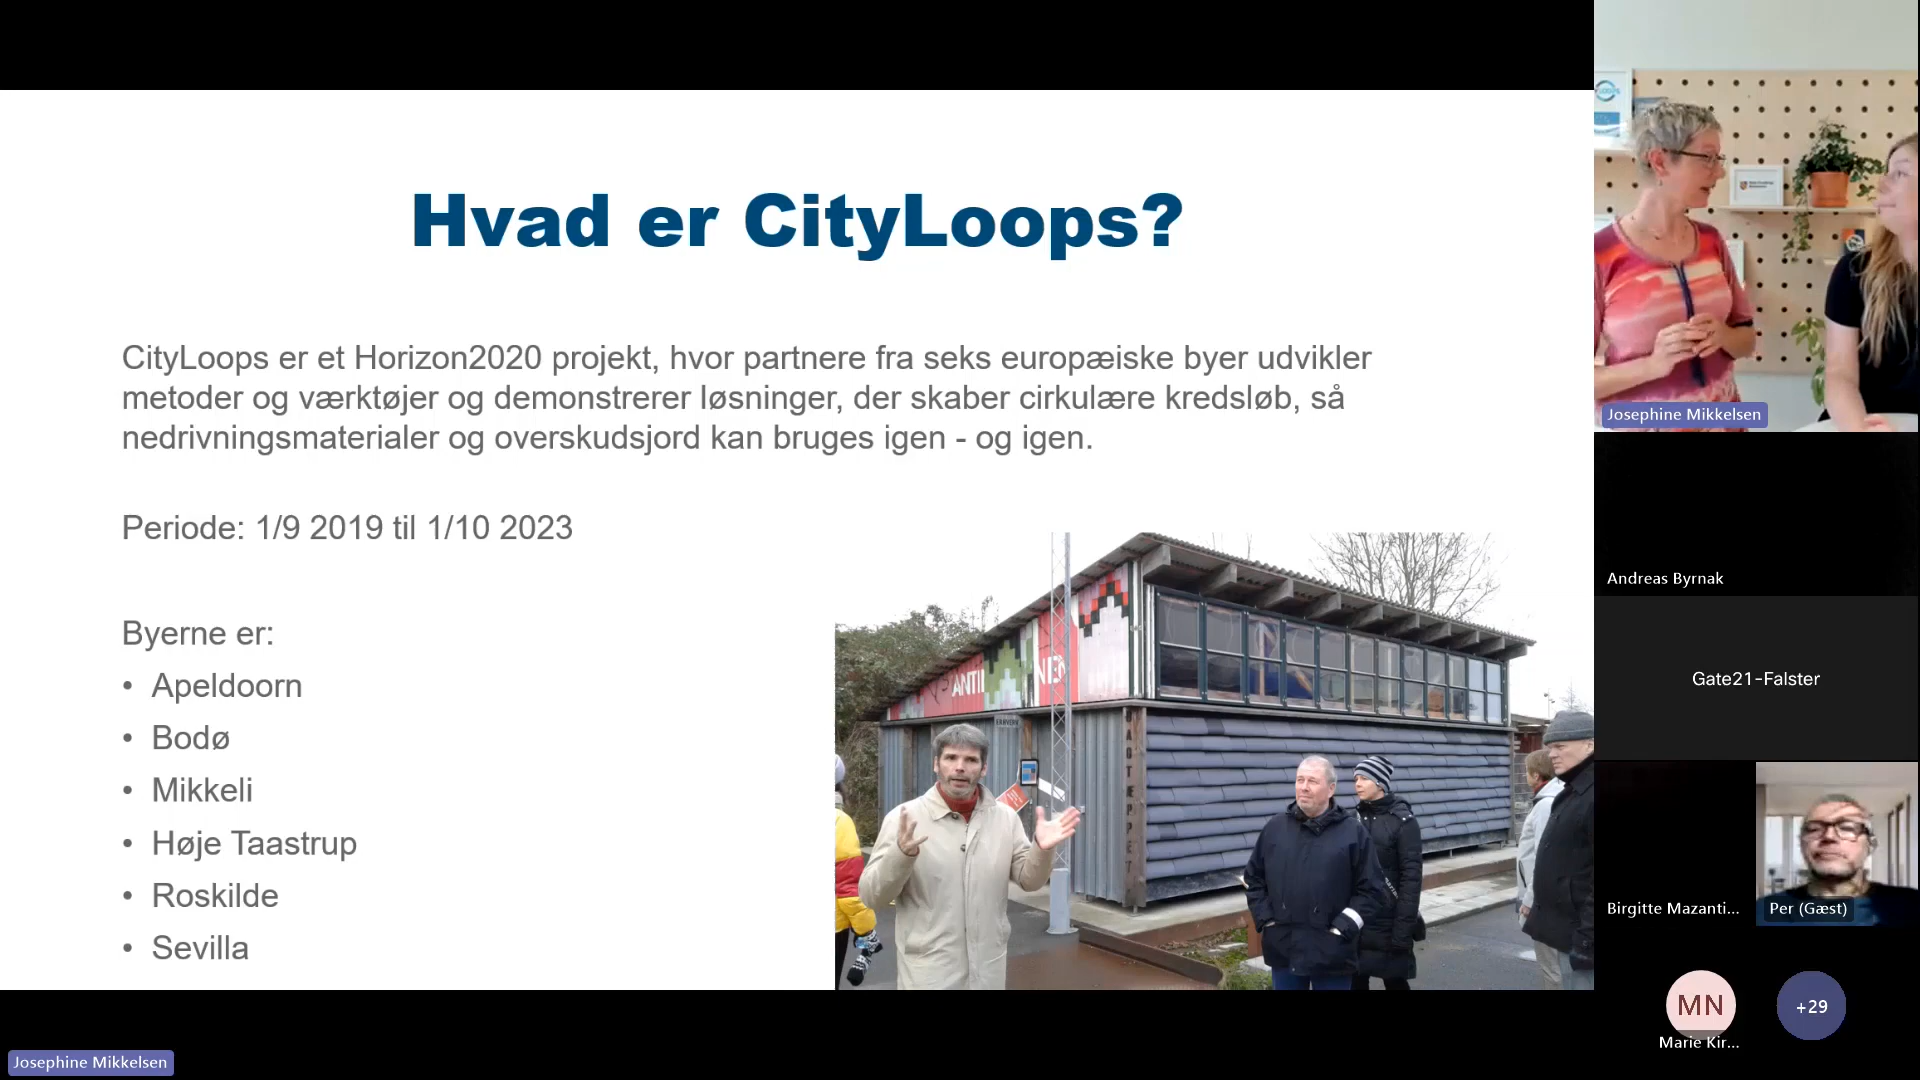 Hvad er CityLoops?
CityLoops er et Horizon2020 projekt, hvor partnere fra seks europæiske byer udvikler
metoder og værktøjer og demonstrerer løsninger, der skaber cirkulære kredsløb, så
nedrivningsmaterialer og overskudsjord kan bruges igen - og igen.
Periode: 1/9 2019 til 1/10 2023
Byerne er:
• Apeldoorn
• Bodø
• Mikkeli
• Høje Taastrup
• Roskilde
• Sevilla
Josephine Mikkelsen
Josephine Mikkelsen
Andreas Byrnak
Gate21-Falster
Birgitte Mazanti...
Per (Gæst)
MN
+29
Marie Kir...